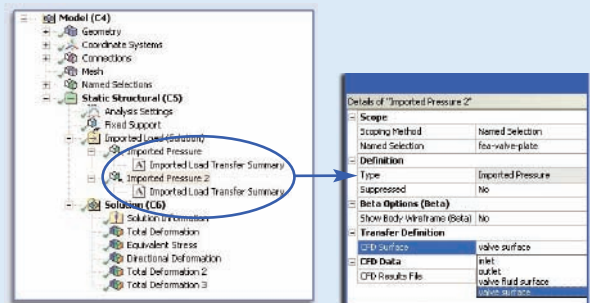 Model (C4)
Geometry
Coordinate Systems
Connections
Mesh
Named Selections
Static Structural (C5)
Analysis Settings
Fixed Support
Imported Load (Solution)
Imported Pressure
Imported Load Transfer Summary
Imported Pressure 2
Imported Load Transfer Summary
Solution (C6)
Solution Information
Total Deformation
Equivalent Stress
Directional Deformation
Total Deformation 2
Total Deformation 3
Details of "Imported Pressure 2"
Scope
Scoping Method Named Selection
Named Selection fea-valve-plate
Definition
Type Imported Pressure
Suppressed No
Beta Options (Beta)
Show Body Wireframe (Beta) No
Transfer Definition
CFD Surface valve surface
CFD Data inlet
outlet
CFD Results File valve fluid surface
valve surface